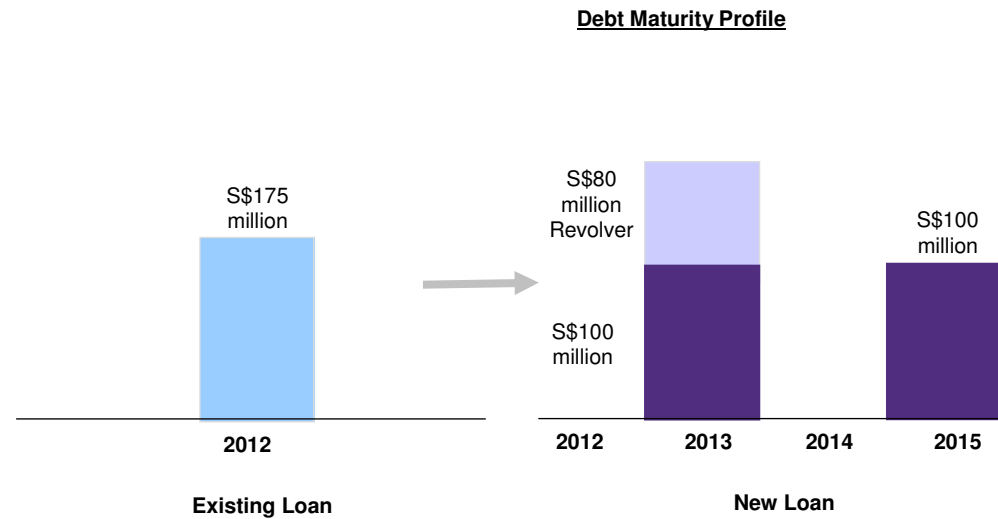 Debt Maturity Profile
S$175
million
2012
Existing Loan
S$80
million
Revolver
S$100
million
S$100
million
2012 2013 2014 2015
New Loan